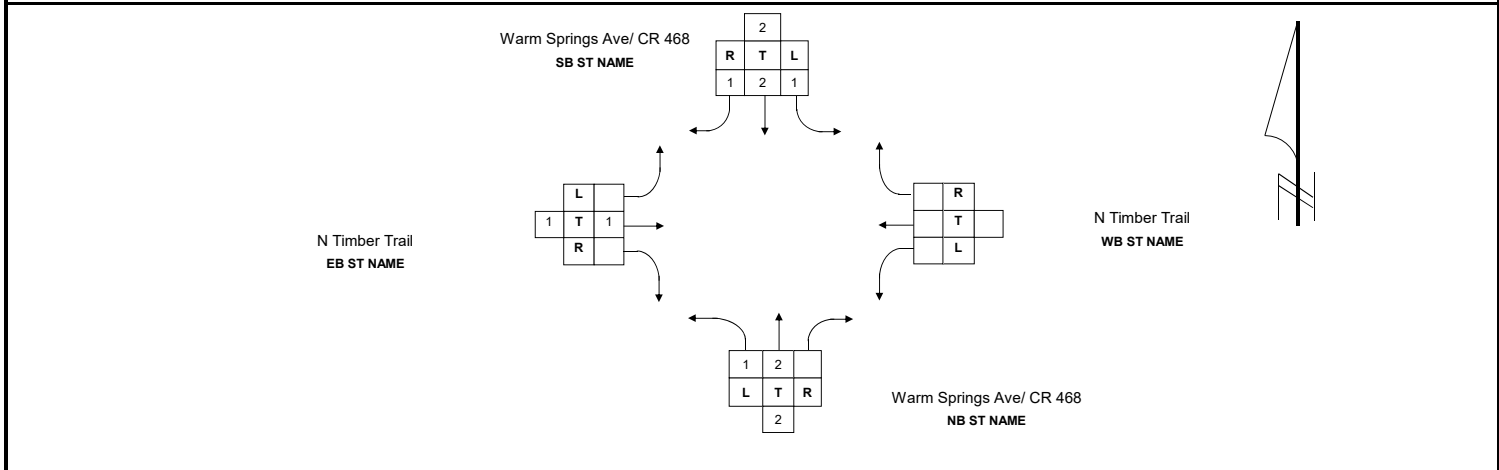 Warm Springs Ave/ CR 468
SB ST NAME
2
R T L
1 2 1
N Timber Trail
EB ST NAME
L
1 T 1
R
R
T
L
N Timber Trail
WB ST NAME
N
1 2
L T R
2
Warm Springs Ave/ CR 468
NB ST NAME